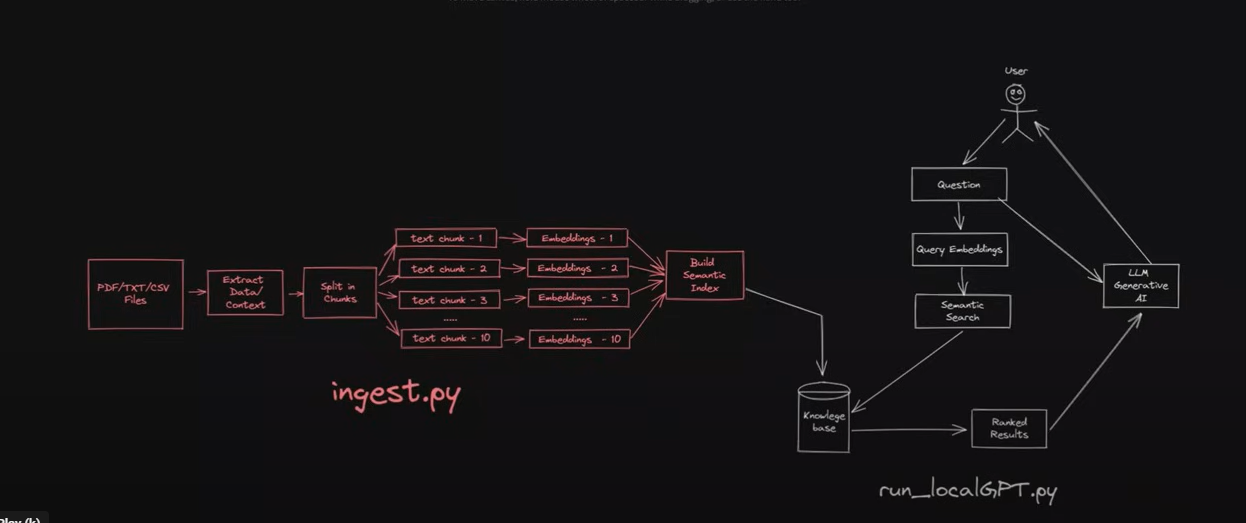 User
Question
Query Embeddings
Semantic
Search
LLM
Generative
AI
PDF/TXT/CSV
Files
Extract
Data/
Context
Split in
Chunks
text chunk - 1
Embeddings - 1
text chunk - 2
Embeddings - 2
text chunk - 3
Embeddings - 3
.....
.....
text chunk - 10
Embeddings - 10
Build
Semantic
Index
ingest.py
Knowlege
base
Ranked
Results
run_localGPT.py
Play (k)